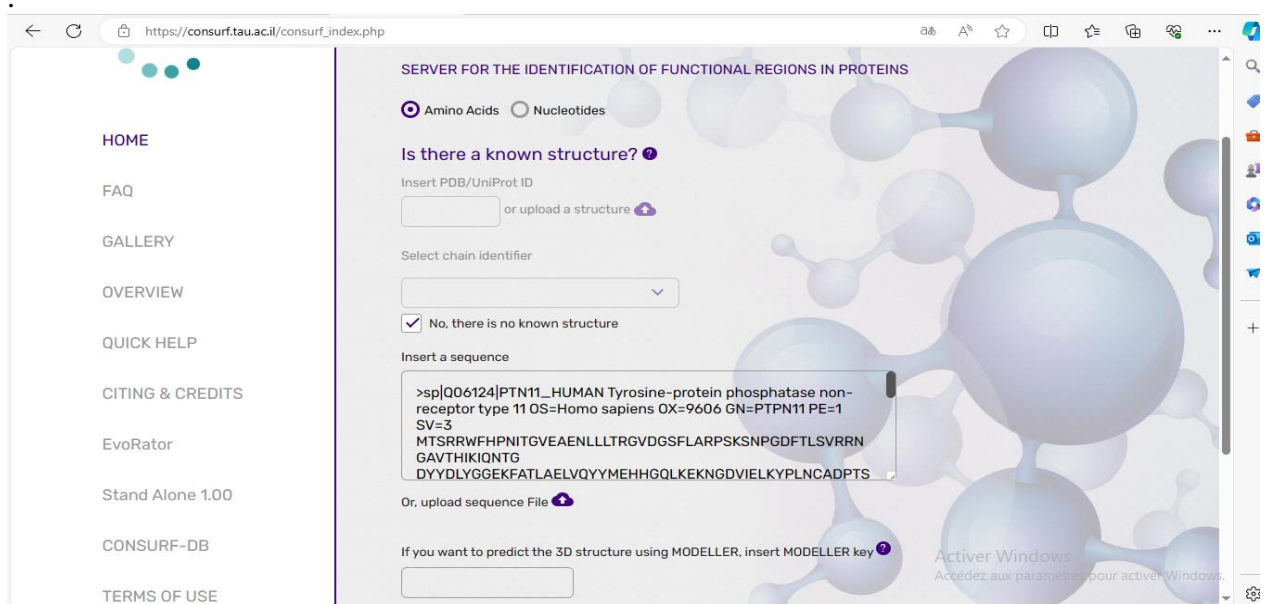 https://consurf.tau.ac.il/consurf_index.php
SERVER FOR THE IDENTIFICATION OF FUNCTIONAL REGIONS IN PROTEINS
Amino Acids Nucleotides
HOME
Is there a known structure? ?
Insert PDB/UniProt ID
FAQ
or upload a structure
GALLERY
Select chain identifier
OVERVIEW
No, there is no known structure
QUICK HELP
Insert a sequence
CITING & CREDITS
>sp|Q06124|PTN11_HUMAN Tyrosine-protein phosphatase non-
receptor type 11 OS=Homo sapiens OX=9606 GN=PTPN11 PE=1
SV=3
MTSRRWFHPNITGVEAENLLLTRGVDGSFLARPSKSNPGDFTLSVRRN
GAVTHIKIQNTG
DYYDLYGGEKFATLAELVQYYMEHHGQLKEKNGDVIELKYPLNCADPTS
EvoRator
Stand Alone 1.00
Or, upload sequence File
CONSURF-DB
If you want to predict the 3D structure using MODELLER, insert MODELLER key ?
Activer Windows
Accédez aux paramètres pour activer Windows.
TERMS OF USE